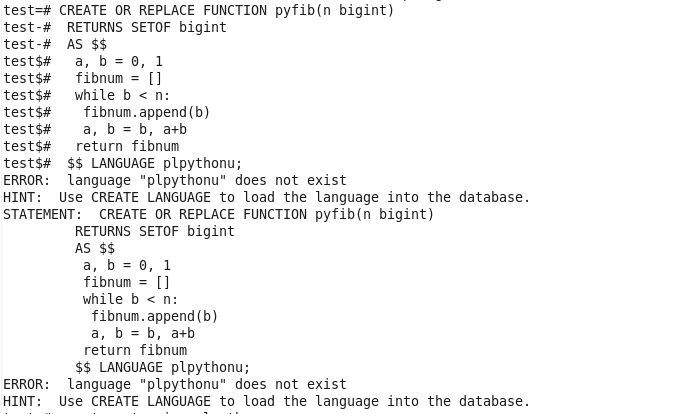 test=# CREATE OR REPLACE FUNCTION pyfib(n bigint)
test-#  RETURNS SETOF bigint
test-#  AS $$
test$#   a, b = 0, 1
test$#   fibnum = []
test$#   while b < n:
test$#    fibnum.append(b)
test$#    a, b = b, a+b
test$#   return fibnum
test$#  $$ LANGUAGE plpythonu;
ERROR:  language "plpythonu" does not exist
HINT:  Use CREATE LANGUAGE to load the language into the database.
STATEMENT:  CREATE OR REPLACE FUNCTION pyfib(n bigint)
         RETURNS SETOF bigint
         AS $$
          a, b = 0, 1
          fibnum = []
          while b < n:
           fibnum.append(b)
           a, b = b, a+b
          return fibnum
         $$ LANGUAGE plpythonu;
ERROR:  language "plpythonu" does not exist
HINT:  Use CREATE LANGUAGE to load the language into the database.